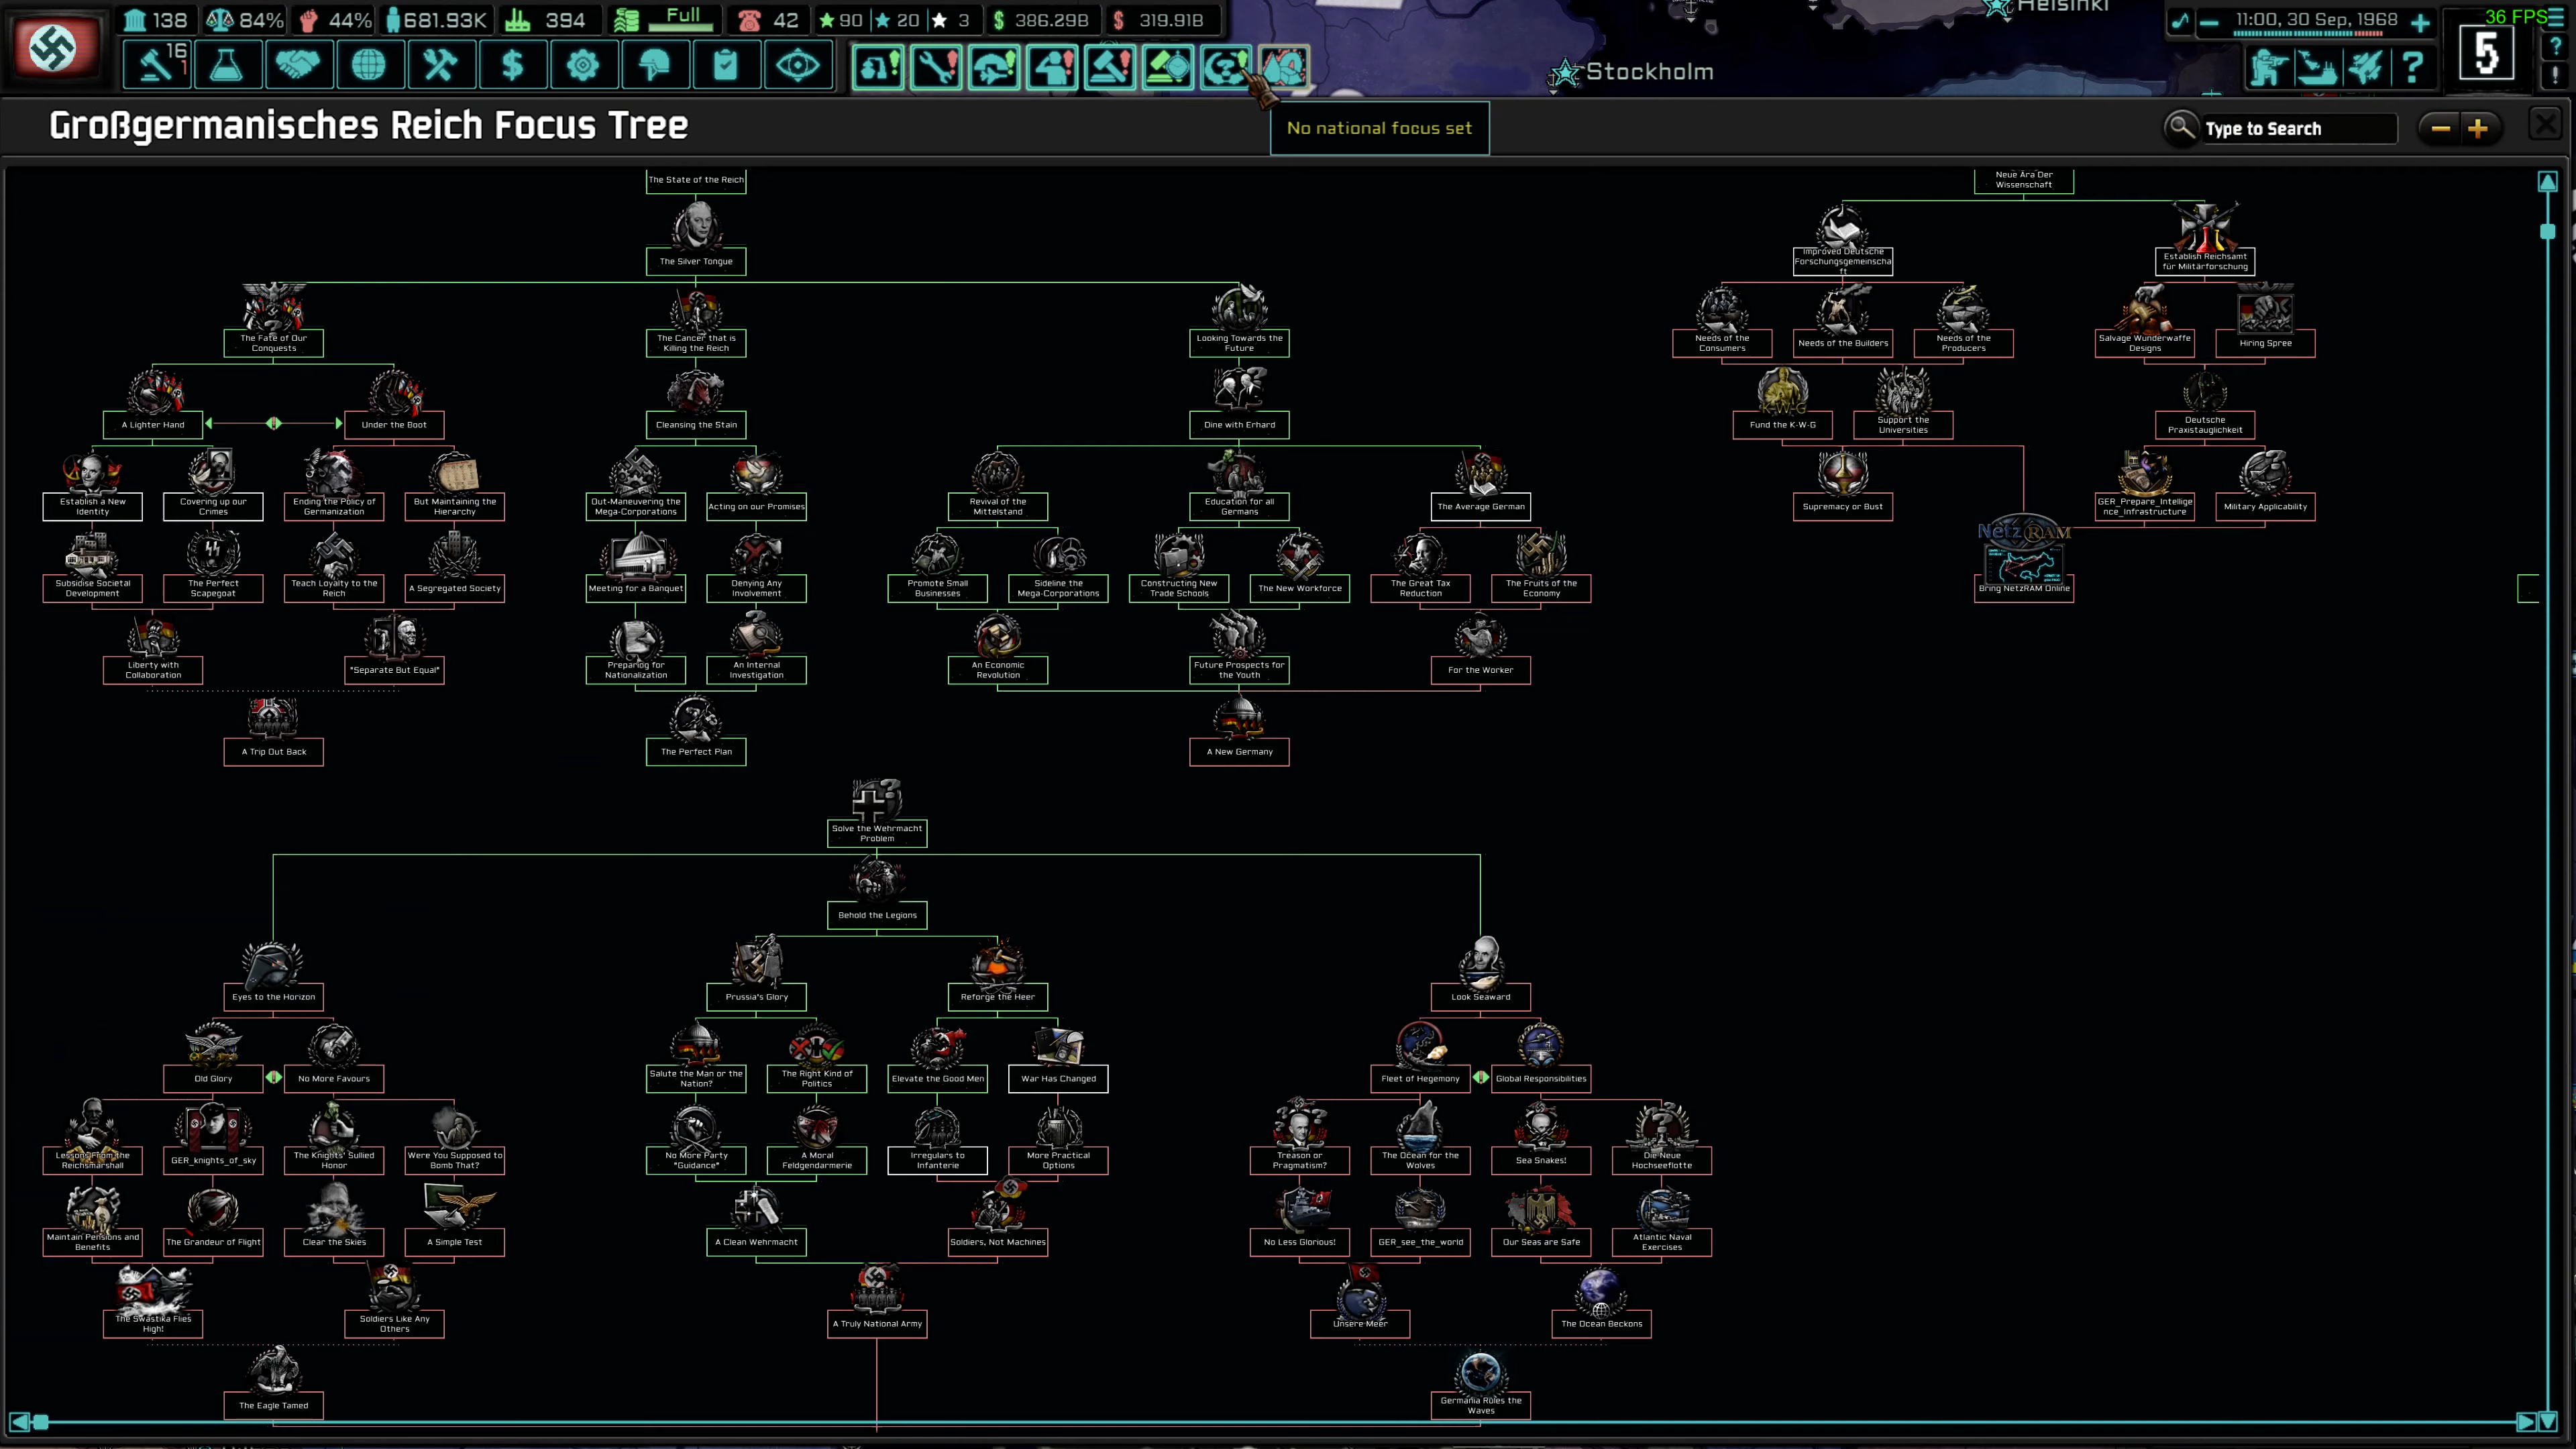 138
84%
44%
681.93K
394
Full
42
90
20
3
$ 386.29B
$ 319.91B
16
1
Helsinki
Stockholm
11:00, 30 Sep, 1968
36 FPS
5
Großgermanisches Reich Focus Tree
No national focus set
Type to Search
The State of the Reich
Neue Ära Der
Wissenschaft
The Silver Tongue
Improved Deutsche
Forschungsgemeinscha
ft
Establish Reichsamt
für Militärforschung
The Fate of Our
Conquests
The Cancer that is
Killing the Reich
Looking Towards the
Future
Needs of the
Consumers
Needs of the Builders
Needs of the
Producers
Salvage Wunderwaffe
Designs
Hiring Spree
A Lighter Hand
Under the Boot
Cleansing the Stain
Dine with Erhard
K-W-G
Fund the K-W-G
Support the
Universities
Deutsche
Praxistauglichkeit
Establish a New
Identity
Covering up our
Crimes
Ending the Policy of
Germanization
But Maintaining the
Hierarchy
Out-Maneuvering the
Mega-Corporations
Acting on our Promises
Revival of the
Mittelstand
Education for all
Germans
The Average German
Supremacy or Bust
GER_Prepare_Intellige
nce_Infrastructure
Military Applicability
Subsidise Societal
Development
The Perfect
Scapegoat
Teach Loyalty to the
Reich
A Segregated Society
Meeting for a Banquet
Denying Any
Involvement
Promote Small
Businesses
Sideline the
Mega-Corporations
Constructing New
Trade Schools
The New Workforce
The Great Tax
Reduction
The Fruits of the
Economy
NetzRAM
Bring NetzRAM Online
Liberty with
Collaboration
"Separate But Equal"
Preparing for
Nationalization
An Internal
Investigation
An Economic
Revolution
Future Prospects for
the Youth
For the Worker
A Trip Out Back
The Perfect Plan
A New Germany
Solve the Wehrmacht
Problem
Behold the Legions
Eyes to the Horizon
Prussia's Glory
Reforge the Heer
Look Seaward
Old Glory
No More Favours
Salute the Man or the
Nation?
The Right Kind of
Politics
Elevate the Good Men
War Has Changed
Fleet of Hegemony
Global Responsibilities
Lessons From the
Reichsmarshall
GER_knights_of_sky
The Knights' Sullied
Honor
Were You Supposed to
Bomb That?
No More Party
"Guidance"
A Moral
Feldgendarmerie
Irregulars to
Infanterie
More Practical
Options
Treason or
Pragmatism?
The Ocean for the
Wolves
Sea Snakes!
Die Neue
Hochseeflotte
Maintain Pensions and
Benefits
The Grandeur of Flight
Clear the Skies
A Simple Test
A Clean Wehrmacht
Soldiers, Not Machines
No Less Glorious!
GER_see_the_world
Our Seas are Safe
Atlantic Naval
Exercises
The Swastika Flies
High!
Soldiers Like Any
Others
A Truly National Army
Unsere Meer
The Ocean Beckons
The Eagle Tamed
Germania Rules the
Waves